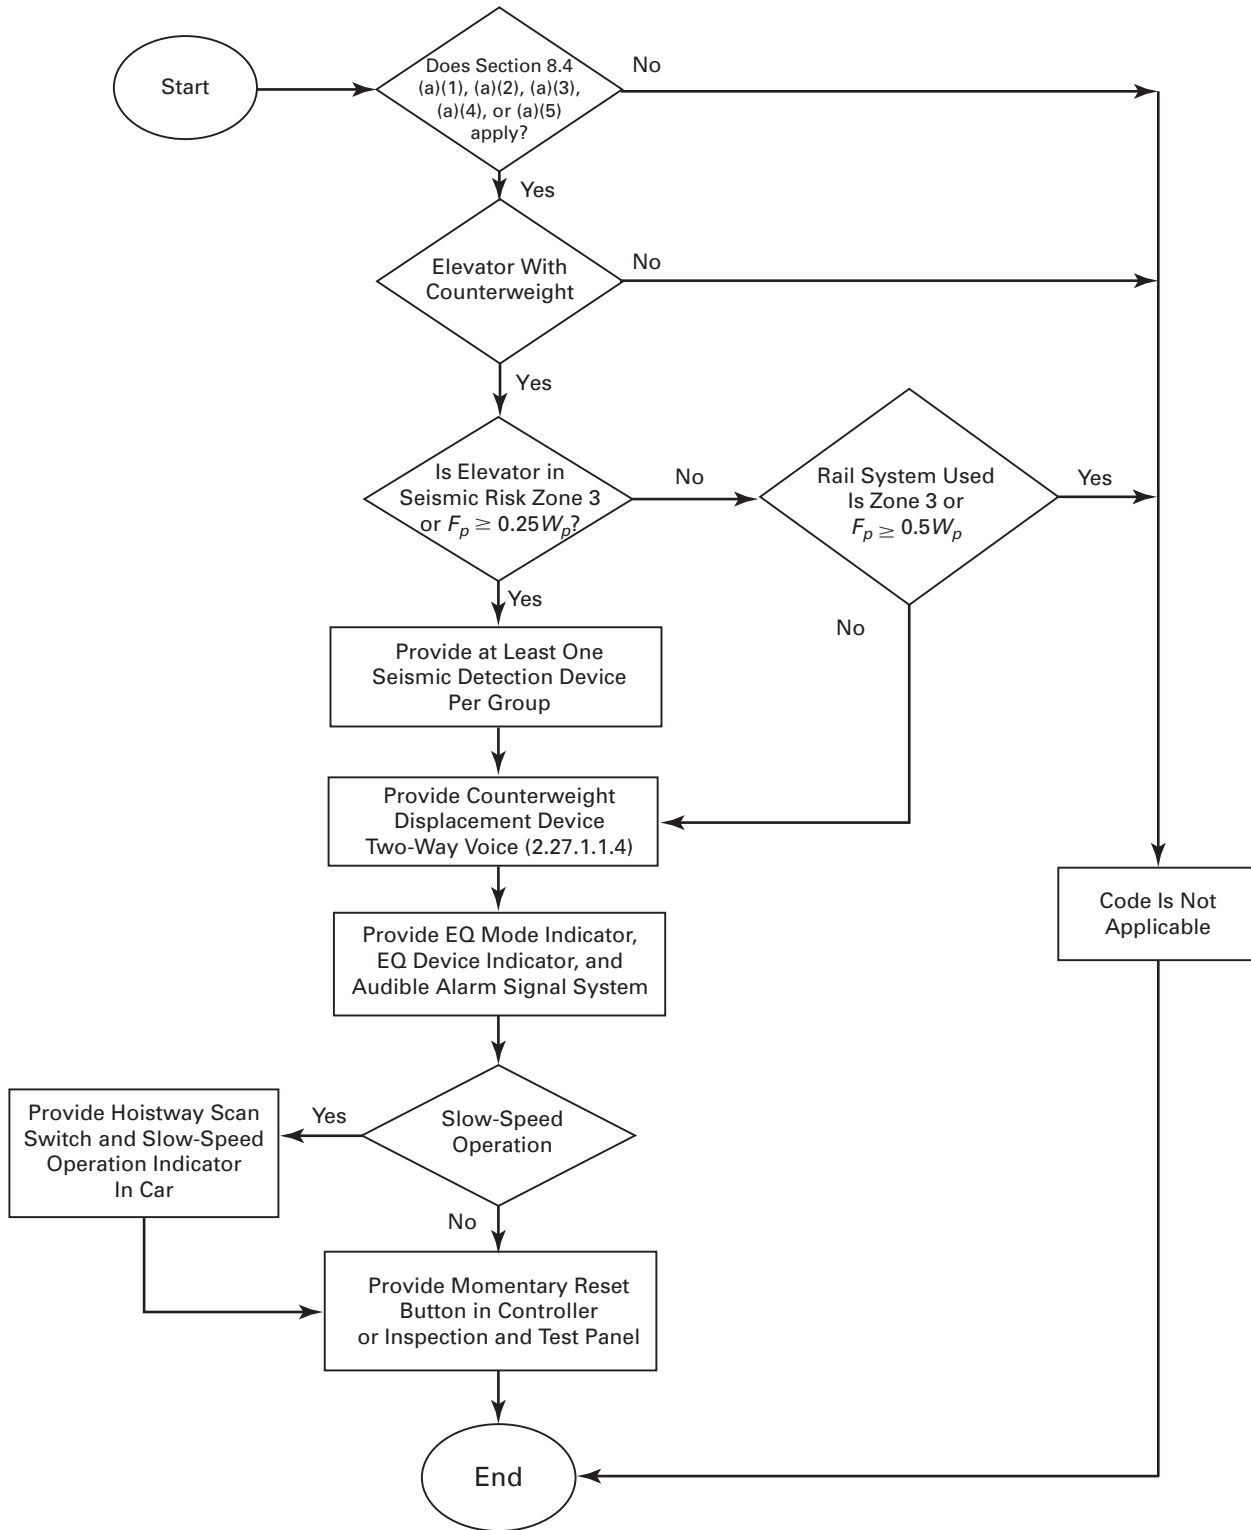 Start
Does Section 8.4
(a)(1), (a)(2), (a)(3),
(a)(4), or (a)(5)
apply?
No
Yes
Elevator With
Counterweight
No
Yes
Is Elevator in
Seismic Risk Zone 3
or Fp ≥ 0.25Wp?
No
Rail System Used
Is Zone 3 or
Fp ≥ 0.5Wp
Yes
Yes
No
Provide at Least One
Seismic Detection Device
Per Group
Provide Counterweight
Displacement Device
Two-Way Voice (2.27.1.1.4)
Code Is Not
Applicable
Provide EQ Mode Indicator,
EQ Device Indicator, and
Audible Alarm Signal System
Slow-Speed
Operation
Yes
Provide Hoistway Scan
Switch and Slow-Speed
Operation Indicator
In Car
No
Provide Momentary Reset
Button in Controller
or Inspection and Test Panel
End